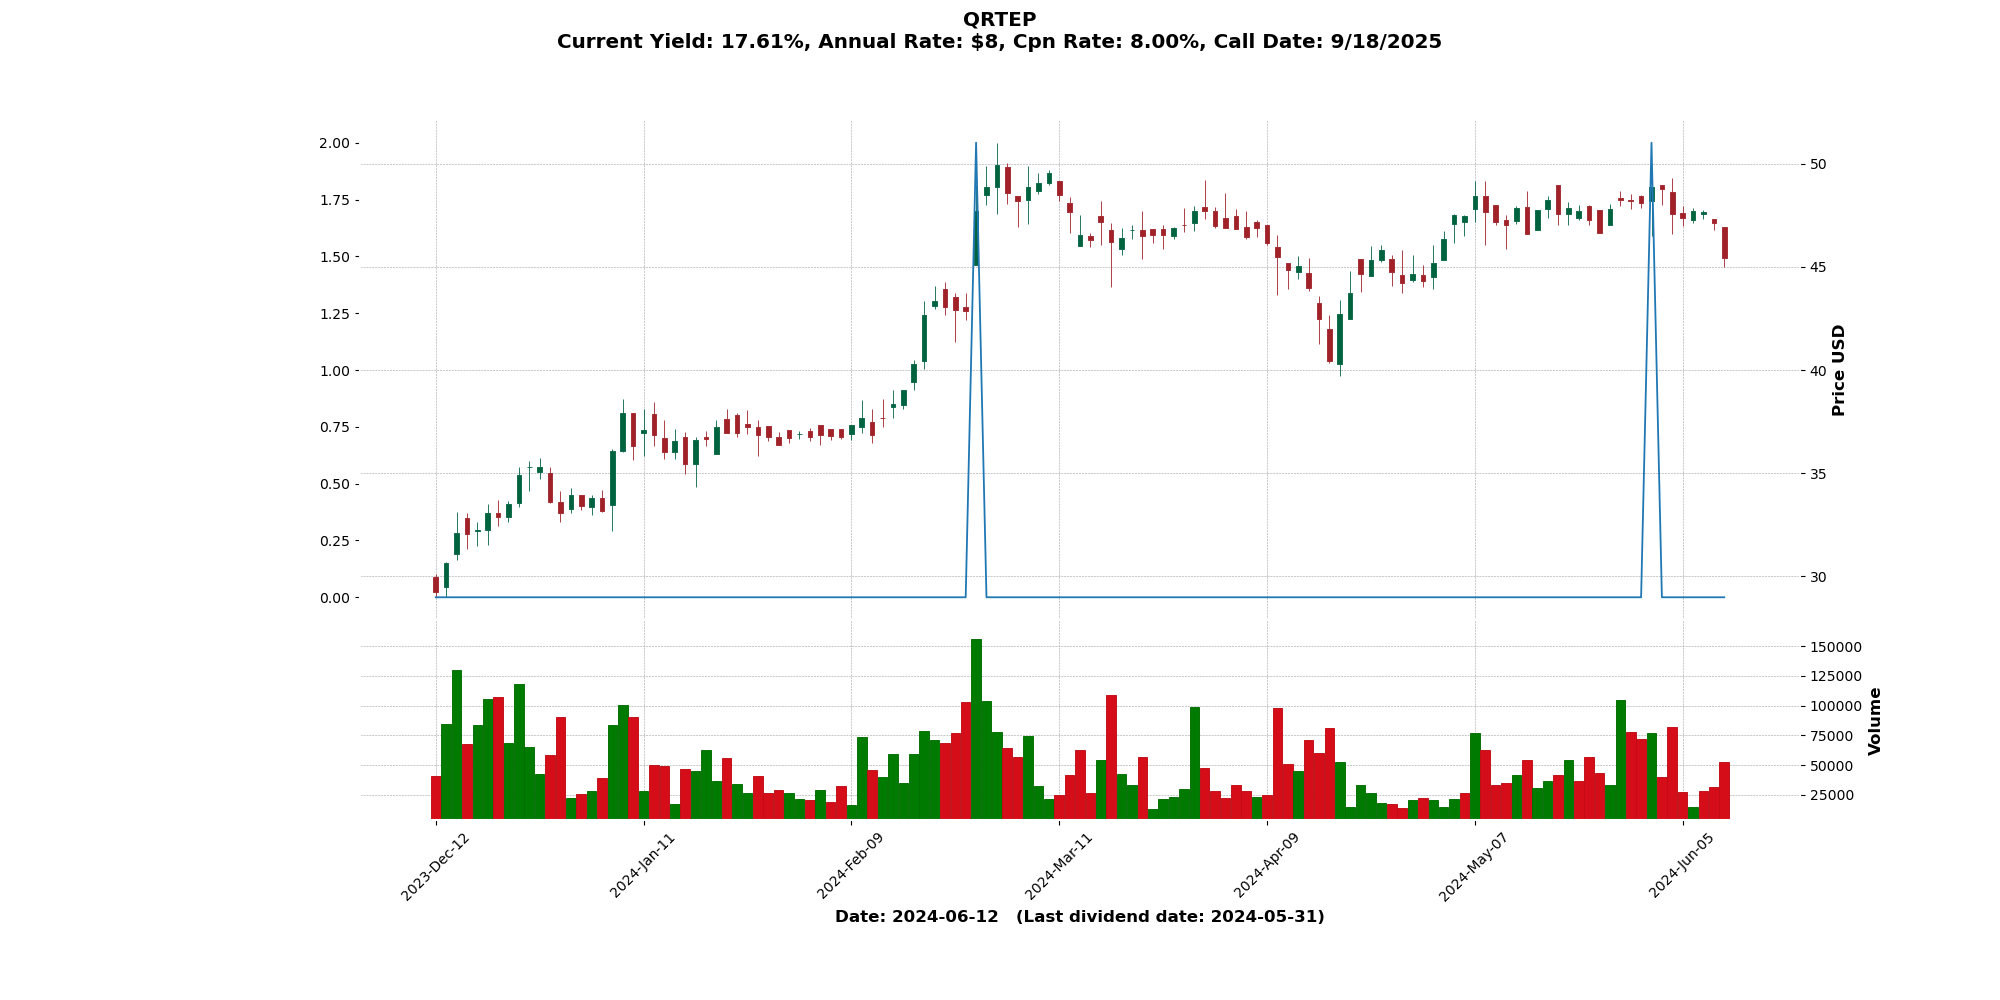 QRTEP
Current Yield: 17.61%, Annual Rate: $8, Cpn Rate: 8.00%, Call Date: 9/18/2025
2.00
1.75
1.50
1.25
1.00
0.75
0.50
0.25
0.00
50
45
40
35
30
Price USD
150000
125000
100000
75000
50000
25000
Volume
2023-Dec-12
2024-Jan-11
2024-Feb-09
2024-Mar-11
2024-Apr-09
2024-May-07
2024-Jun-05
Date: 2024-06-12 (Last dividend date: 2024-05-31)